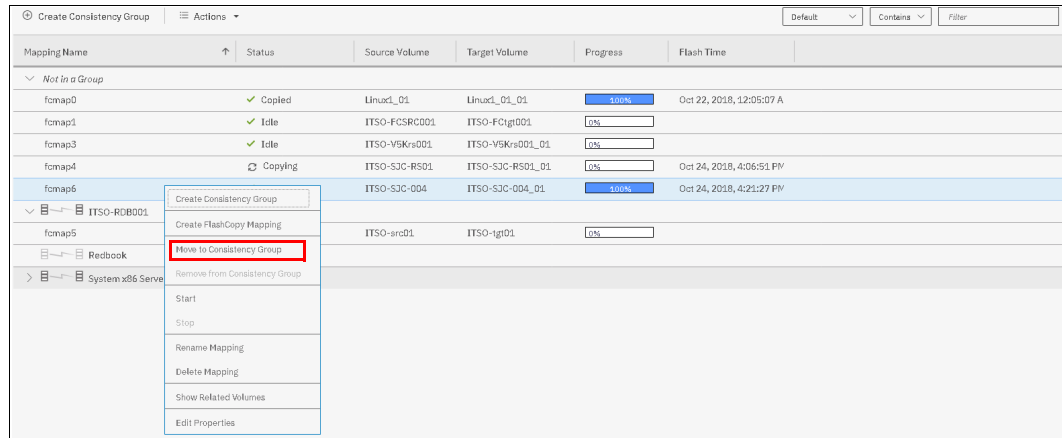 Create Consistency Group Actions Default Contains Filter
Mapping Name Status Source Volume Target Volume Progress Flash Time
Not in a Group
fcmap0 Copied Linux1_01 Linux1_01_01 100% Oct 22, 2018, 12:05:07 A
fcmap1 Idle ITSO-FCSRC001 ITSO-FCtgt001 0%
fcmap3 Idle ITSO-V5Krs001 ITSO-V5Krs001_01 0%
fcmap4 Copying ITSO-SJC-RS01 ITSO-SJC-RS01_01 0% Oct 24, 2018, 4:06:51 PM
fcmap6 ITSO-SJC-004 ITSO-SJC-004_01 100% Oct 24, 2018, 4:21:27 PM
Create Consistency Group
ITSO-RDB001
Create FlashCopy Mapping
fcmap5 ITSO-src01 ITSO-tgt01 0%
Move to Consistency Group
Redbook
Remove from Consistency Group
System x86 Serve
Start
Stop
Rename Mapping
Delete Mapping
Show Related Volumes
Edit Properties